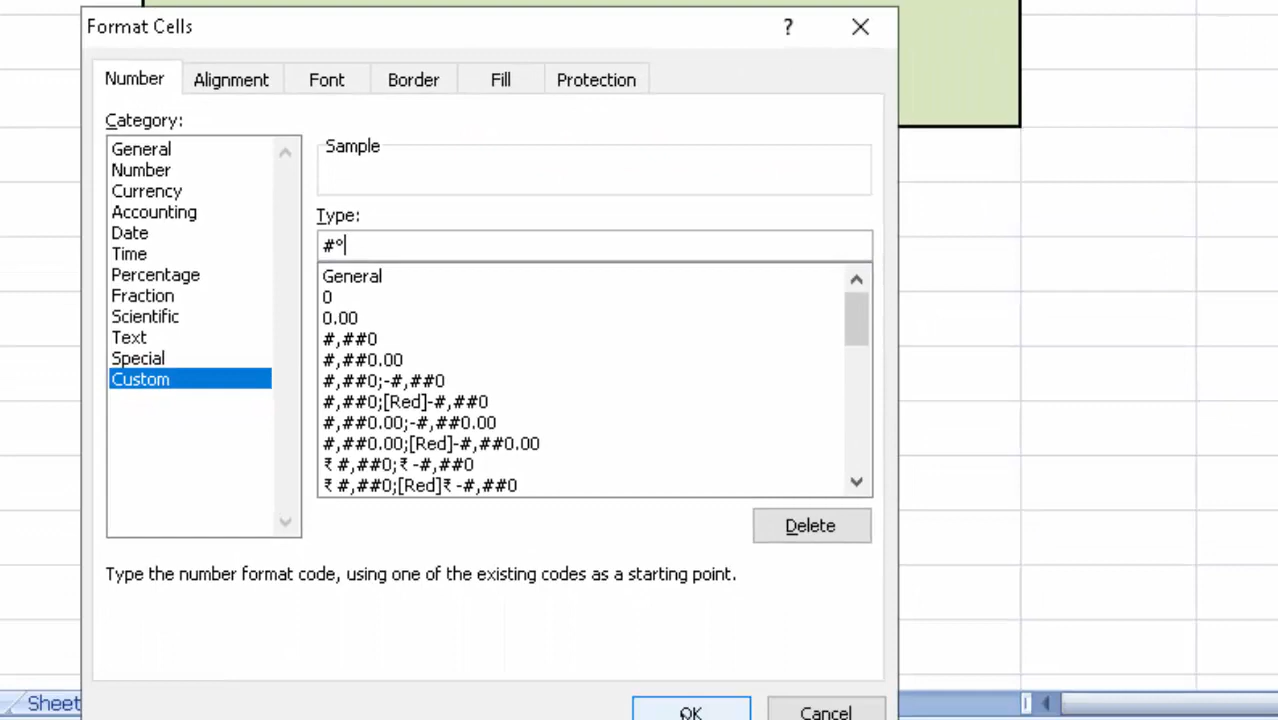 Format Cells
?
Number Alignment Font Border Fill Protection
Category:
General
Number
Currency
Accounting
Date
Time
Percentage
Fraction
Scientific
Text
Special
Custom
Sample
Type:
#°
General
0
0.00
#,##0
#,##0.00
#,##0;-#,##0
#,##0;[Red]-#,##0
#,##0.00;-#,##0.00
#,##0.00;[Red]-#,##0.00
₹ #,##0;₹ -#,##0
₹ #,##0;[Red]₹ -#,##0
Delete
Type the number format code, using one of the existing codes as a starting point.
OK Cancel
Sheet